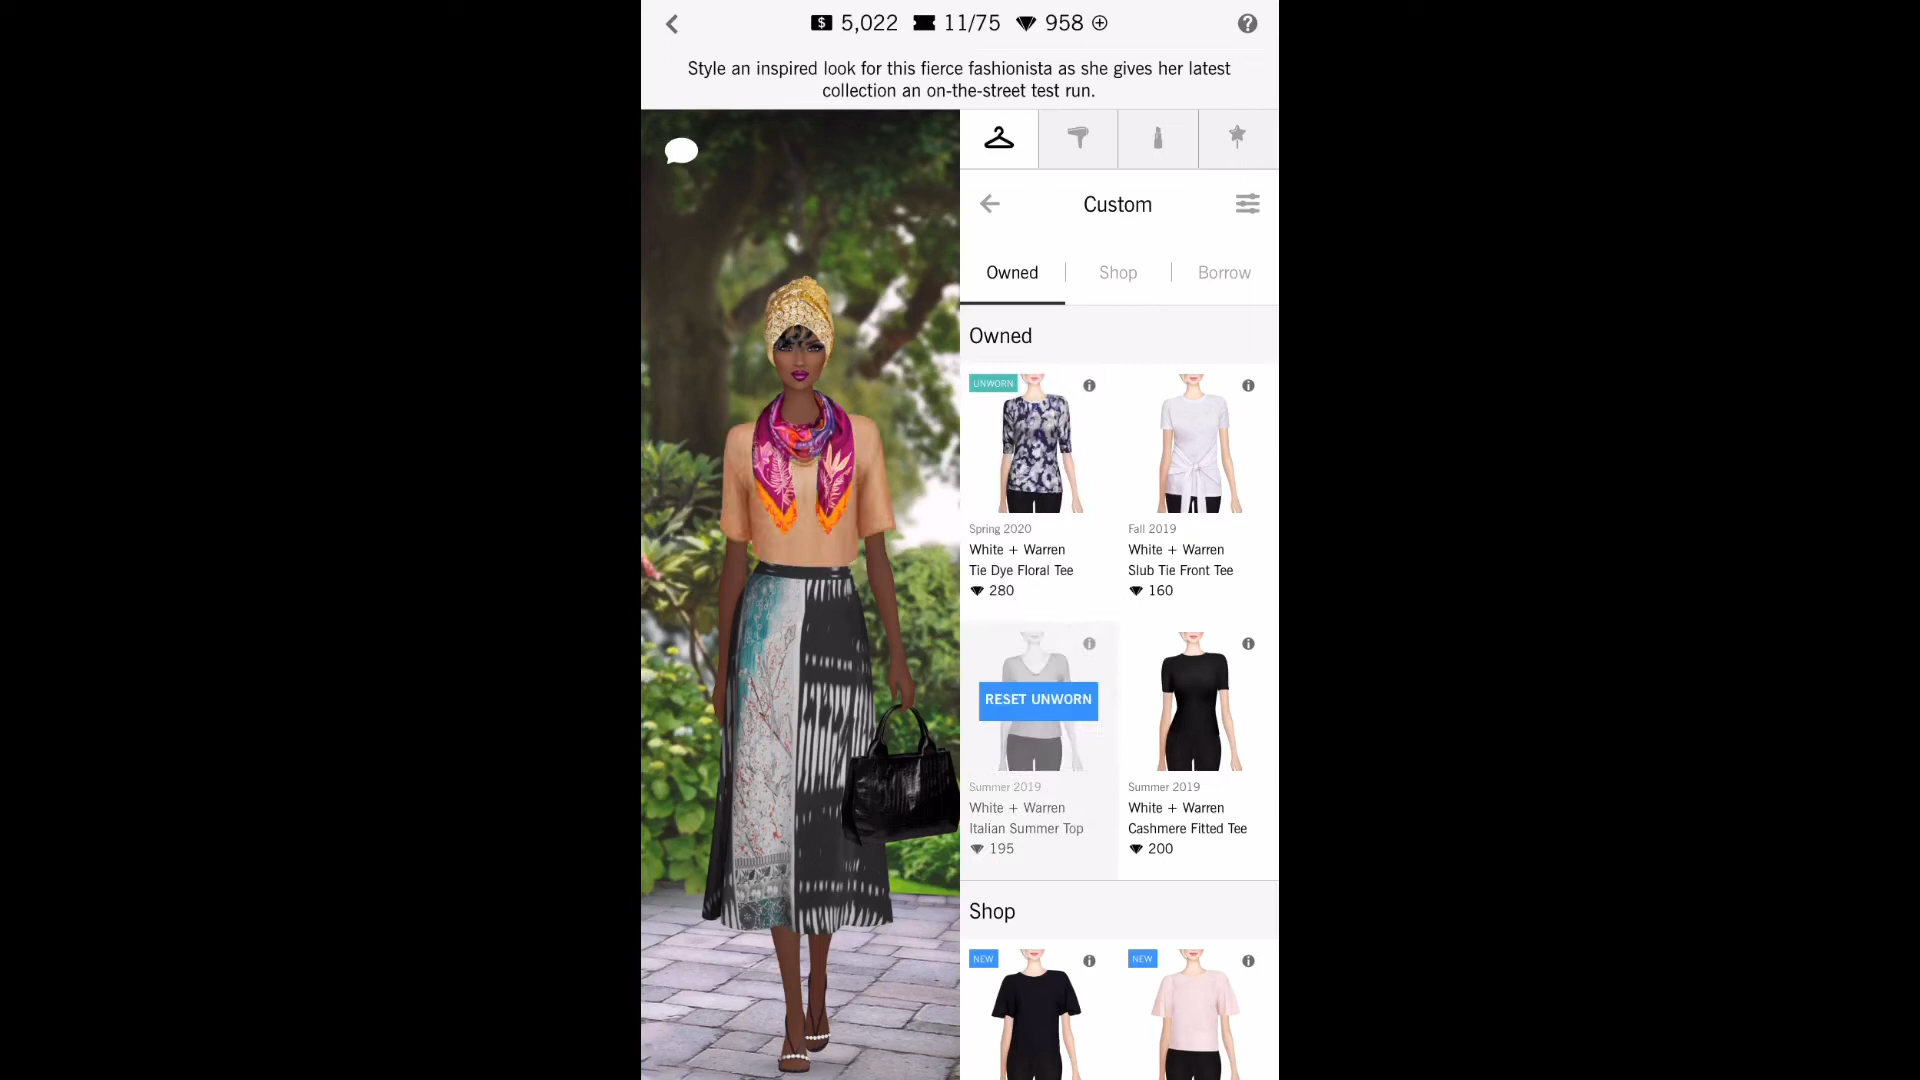 5,022 11/75 958
Style an inspired look for this fierce fashionista as she gives her latest
collection an on-the-street test run.
Custom
Owned Shop Borrow
Owned
UNWORN
Spring 2020
White + Warren
Tie Dye Floral Tee
280
Fall 2019
White + Warren
Slub Tie Front Tee
160
RESET UNWORN
Summer 2019
White + Warren
Italian Summer Top
195
Summer 2019
White + Warren
Cashmere Fitted Tee
200
Shop
NEW
NEW